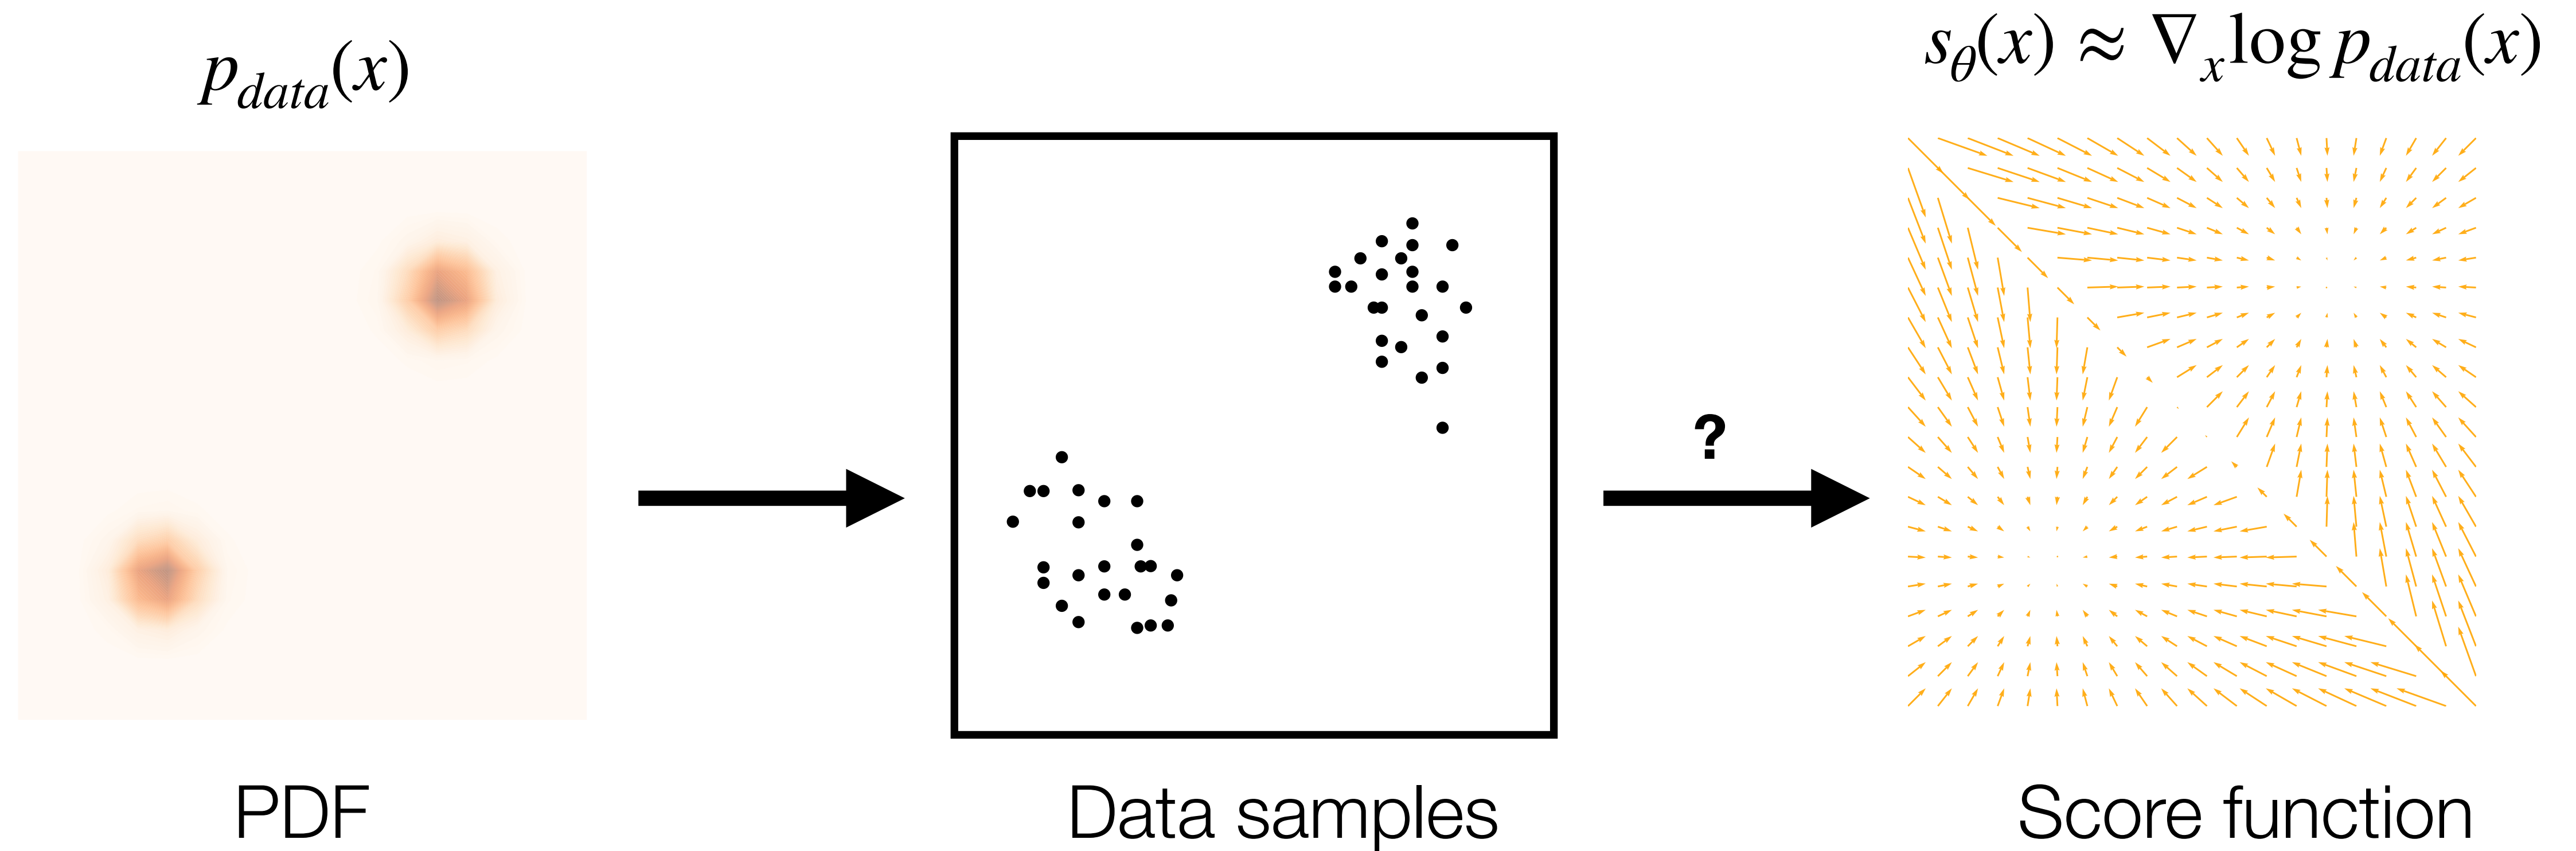 p_data(x)
s_θ(x) ≈ ∇_x log p_data(x)
?
PDF
Data samples
Score function